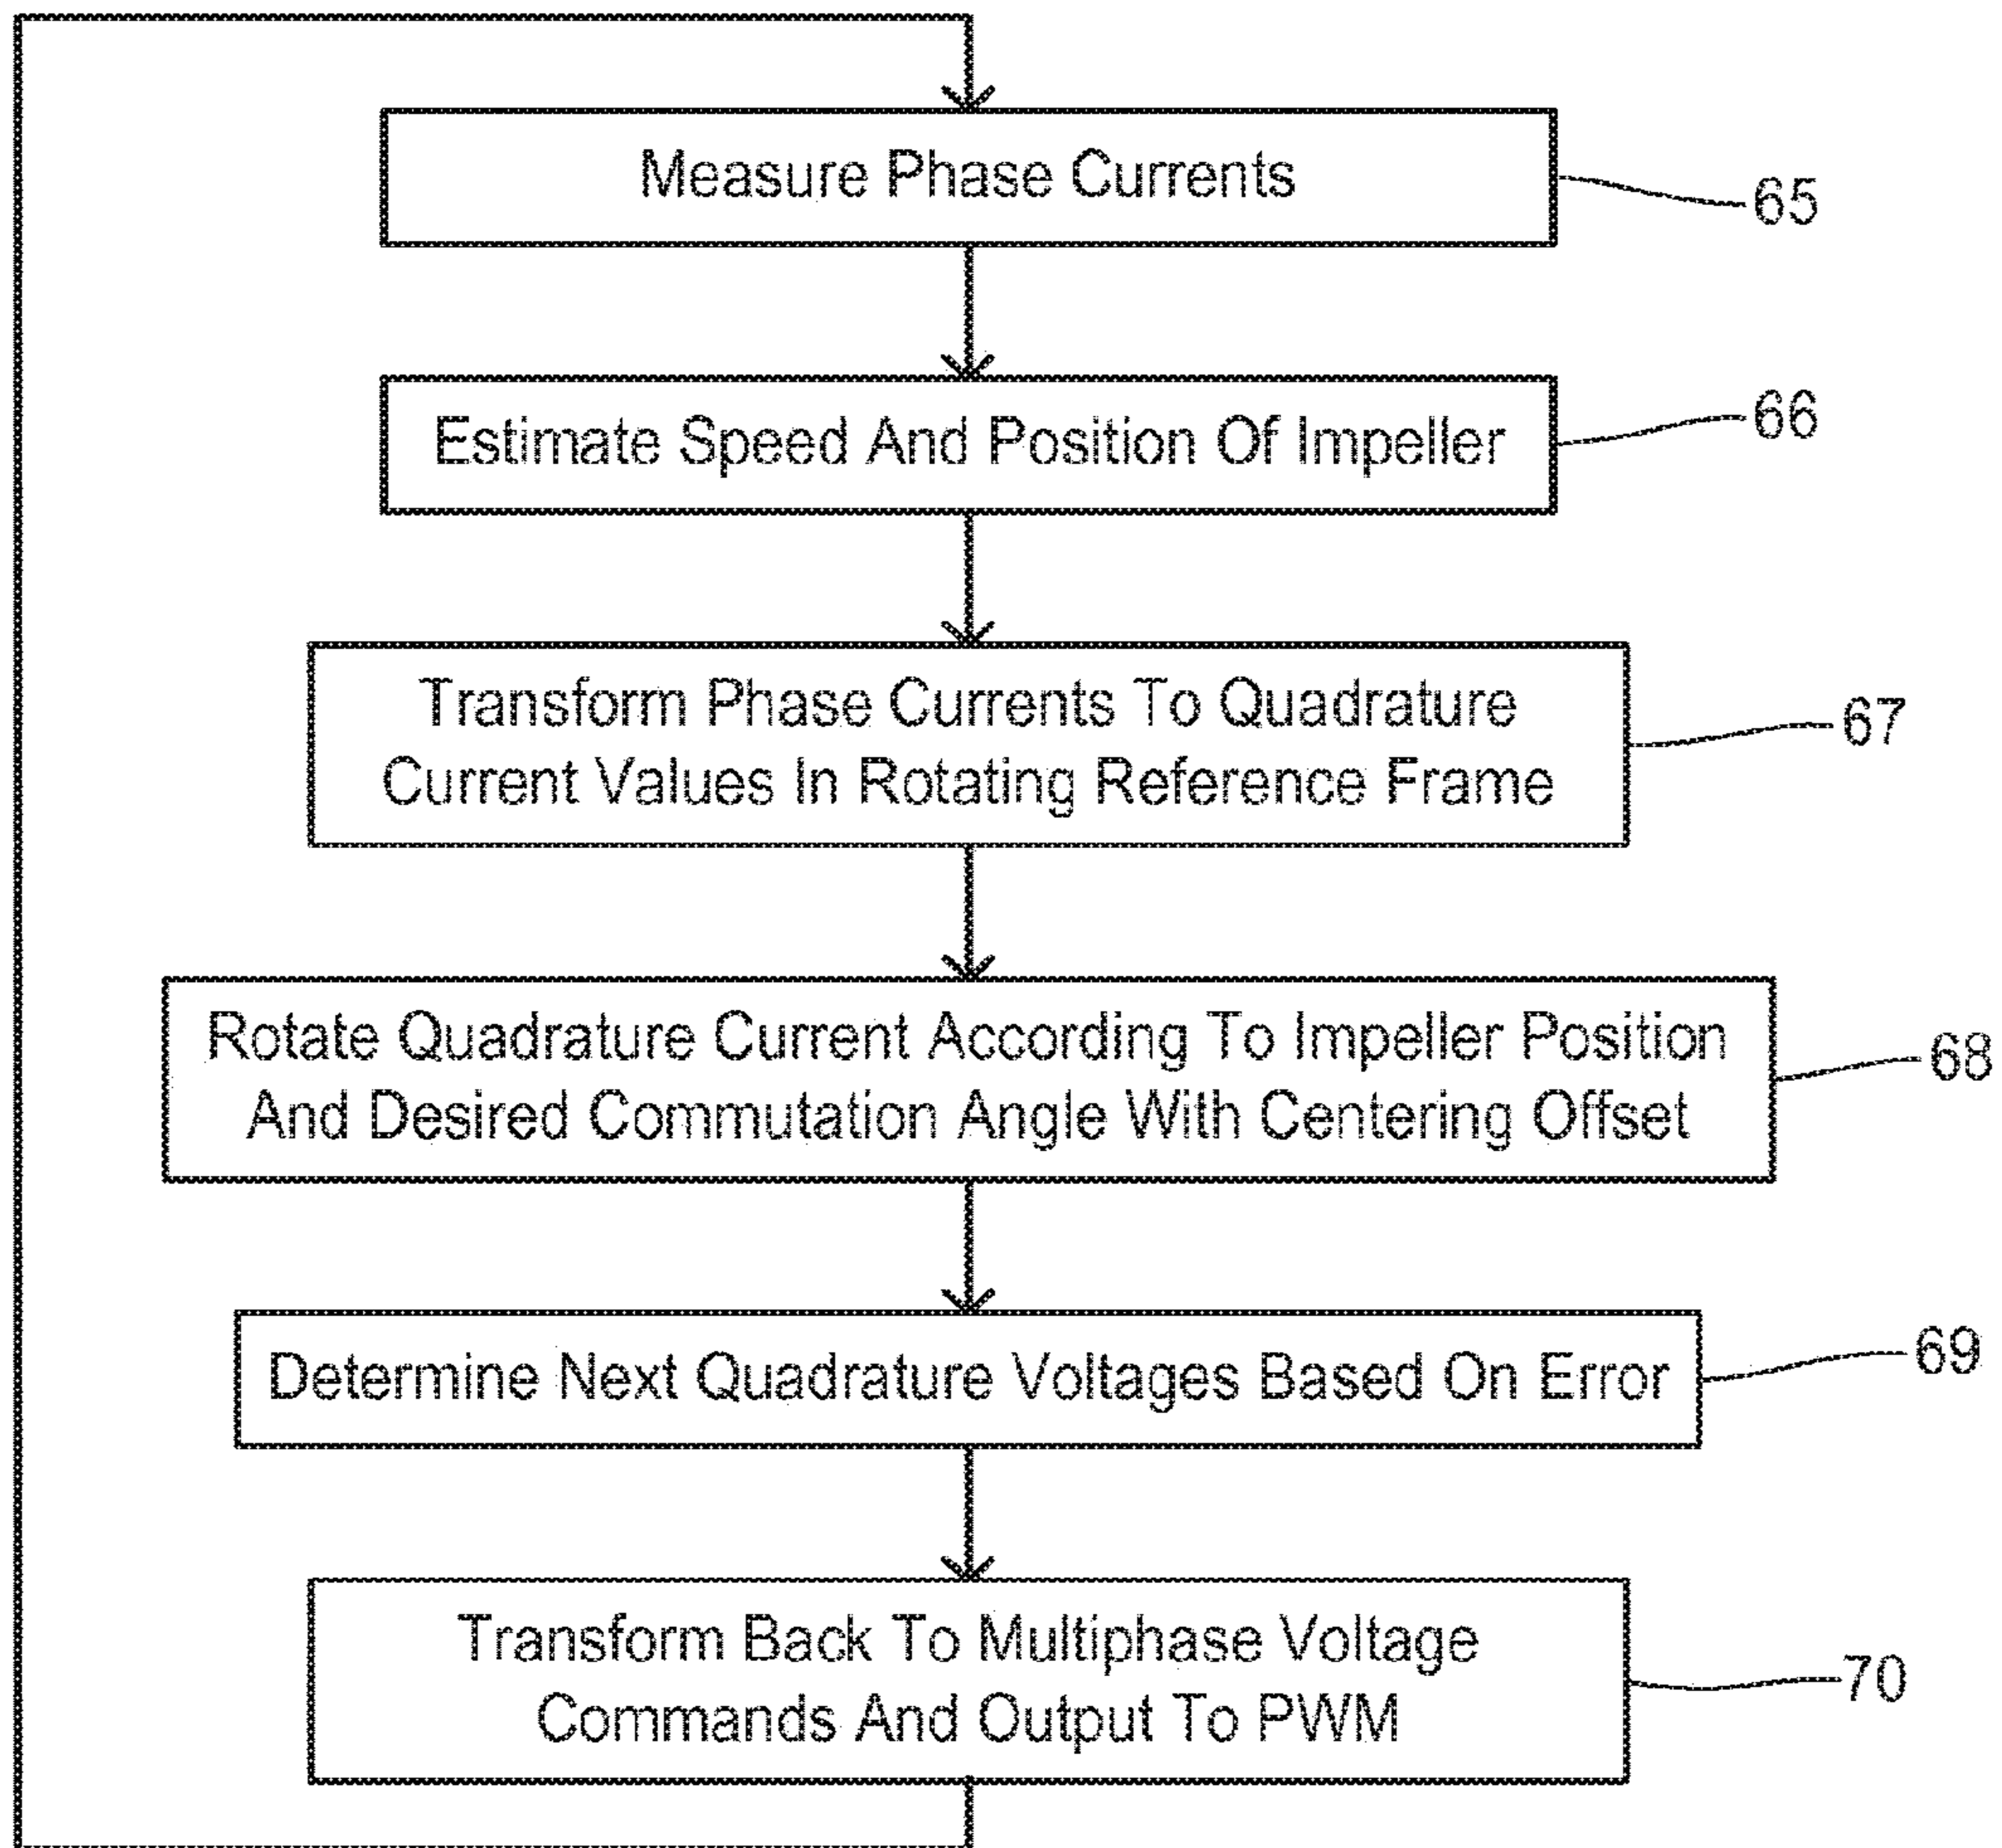 Measure Phase Currents
65
Estimate Speed And Position Of Impeller
66
Transform Phase Currents To Quadrature
Current Values In Rotating Reference Frame
67
Rotate Quadrature Current According To Impeller Position
And Desired Commutation Angle With Centering Offset
68
Determine Next Quadrature Voltages Based On Error
69
Transform Back To Multiphase Voltage
Commands And Output To PWM
70